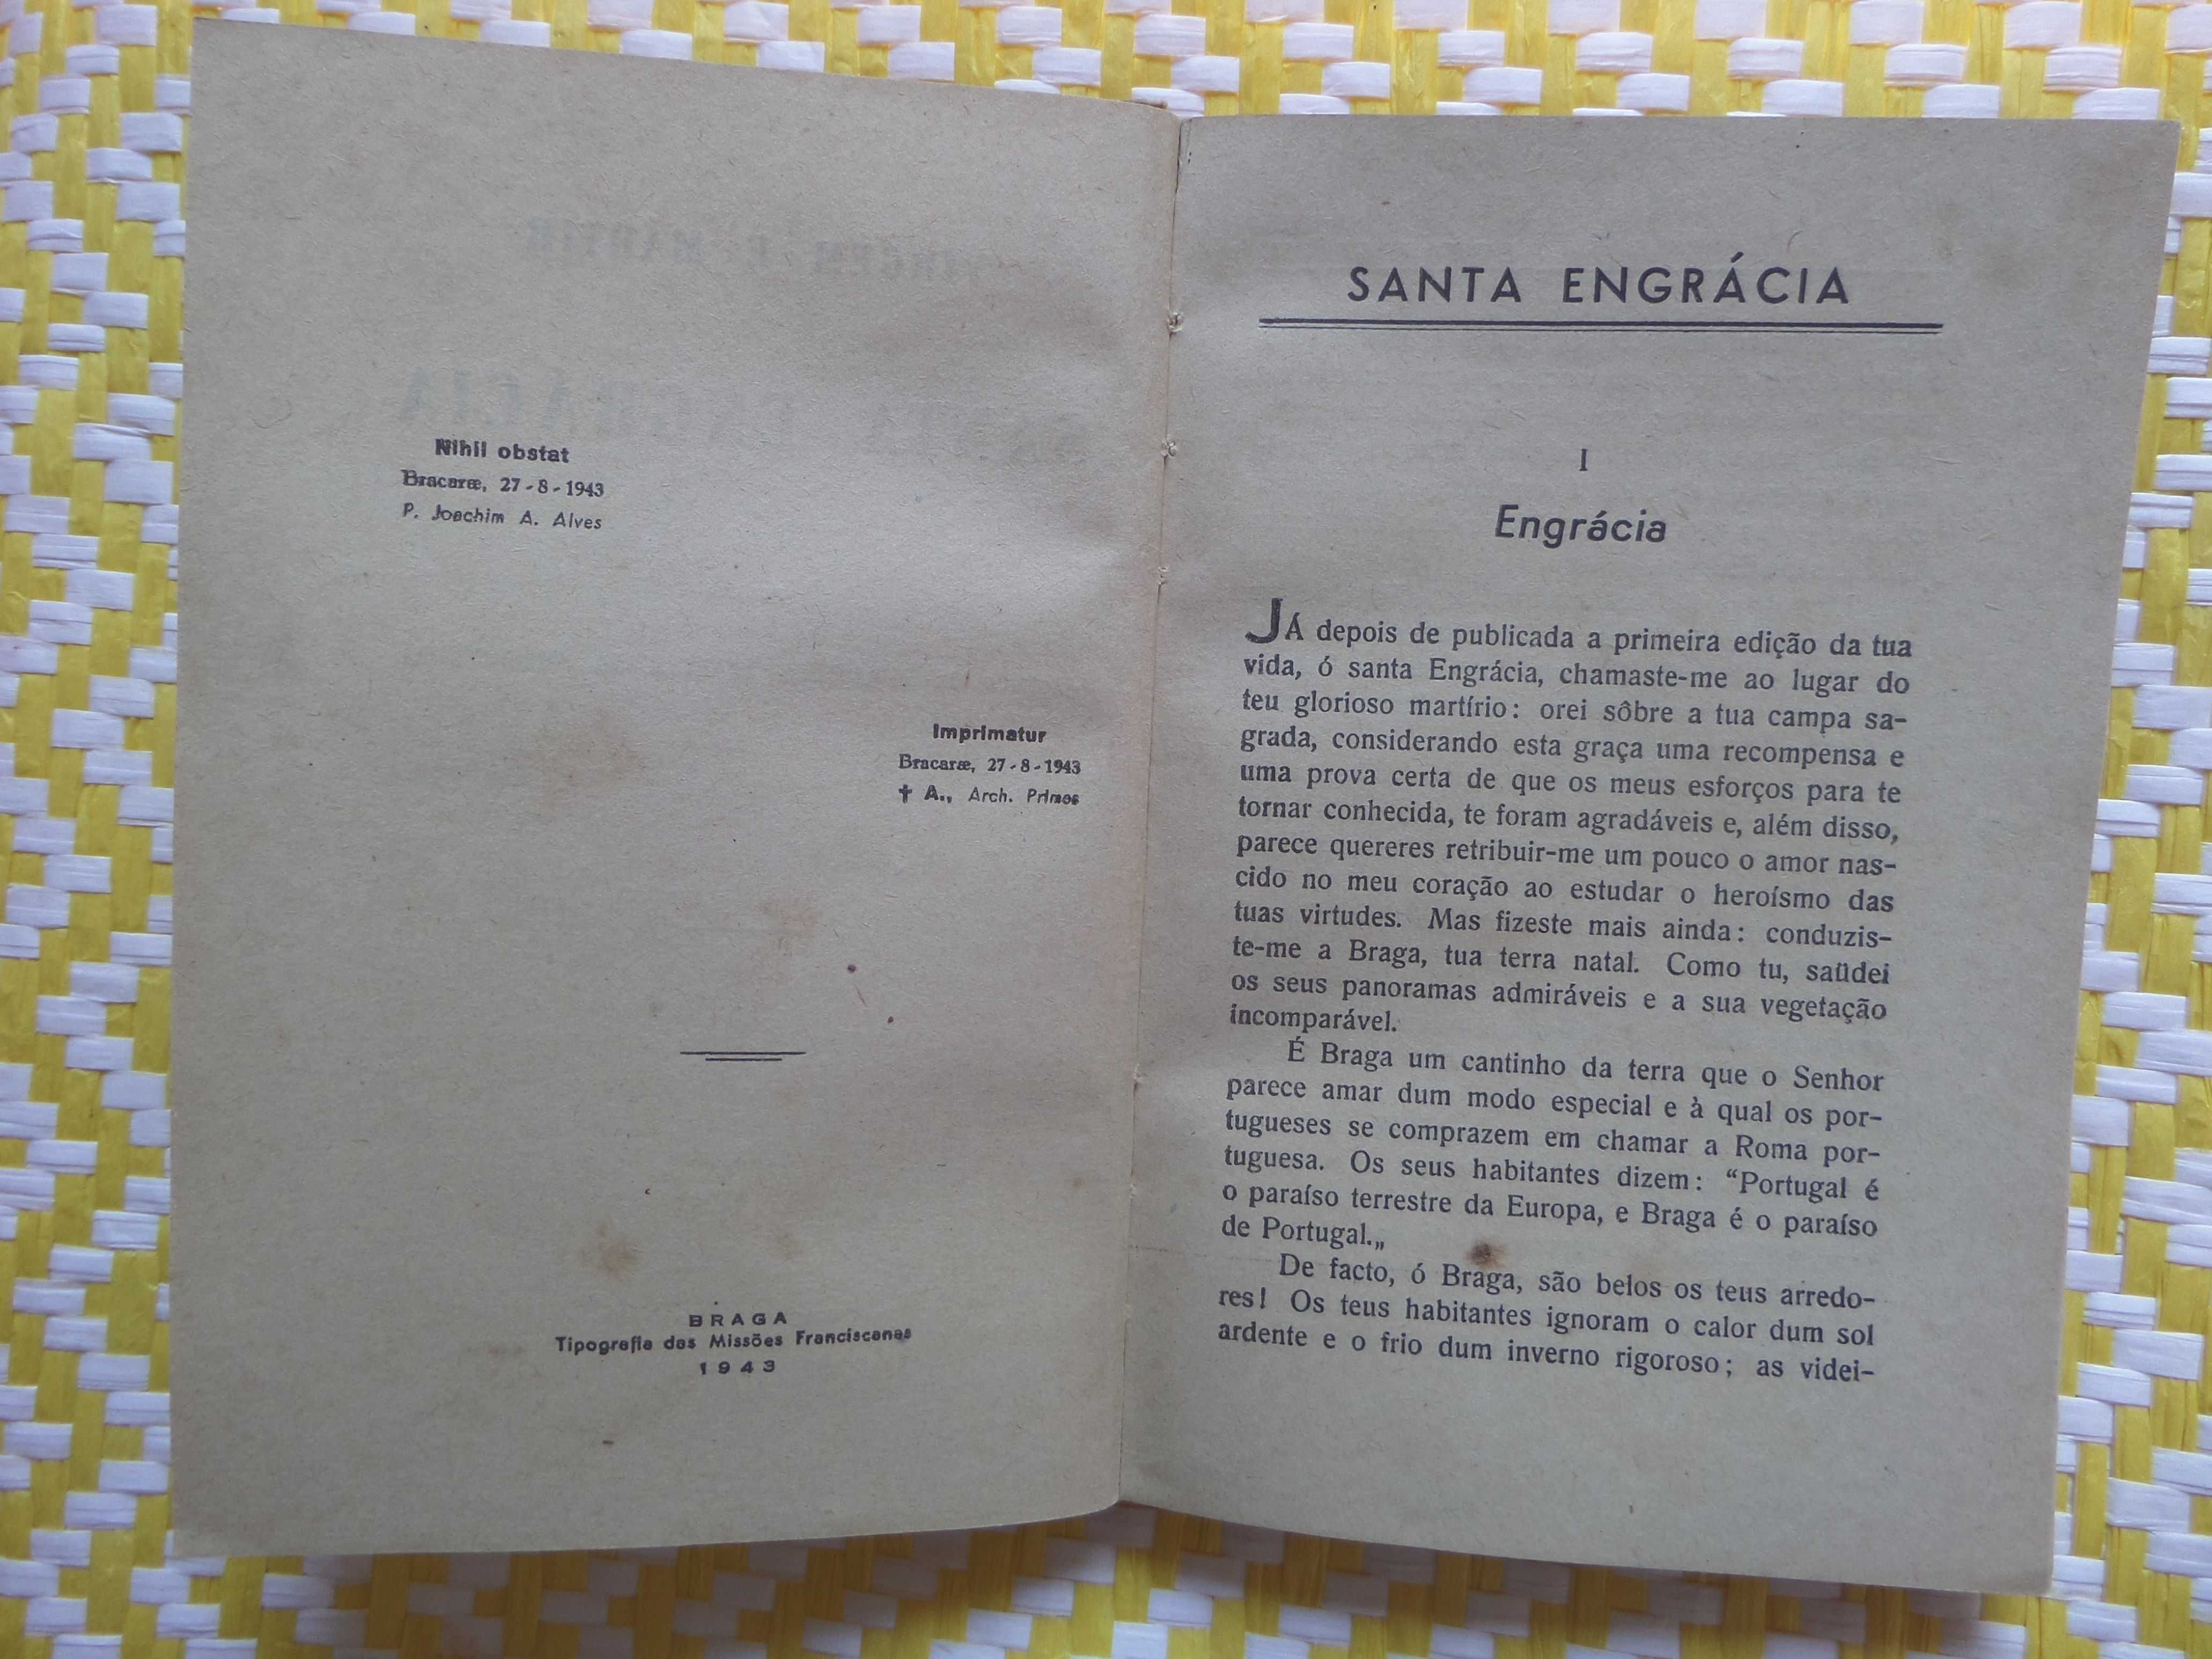 Nihil obstat
Bracaræ, 27-8-1943
P. Joachim A. Alves
Imprimatur
Bracaræ, 27-8-1943
† A., Arch. Primas
BRAGA
Tipografia das Missões Franciscanas
1943
SANTA ENGRÁCIA
I
Engrácia
JÁ depois de publicada a primeira edição da tua
vida, ó santa Engrácia, chamaste-me ao lugar do
teu glorioso martírio: orei sôbre a tua campa sa-
grada, considerando esta graça uma recompensa e
uma prova certa de que os meus esforços para te
tornar conhecida, te foram agradáveis e, além disso,
parece quereres retribuir-me um pouco o amor nas-
cido no meu coração ao estudar o heroísmo das
tuas virtudes. Mas fizeste mais ainda: conduzis-
te-me a Braga, tua terra natal. Como tu, saüdei
os seus panoramas admiráveis e a sua vegetação
incomparável.
É Braga um cantinho da terra que o Senhor
parece amar dum modo especial e à qual os por-
tugueses se comprazem em chamar a Roma por-
tuguesa. Os seus habitantes dizem: “Portugal é
o paraíso terrestre da Europa, e Braga é o paraíso
de Portugal.„
De facto, ó Braga, são belos os teus arredo-
res! Os teus habitantes ignoram o calor dum sol
ardente e o frio dum inverno rigoroso; as videi-